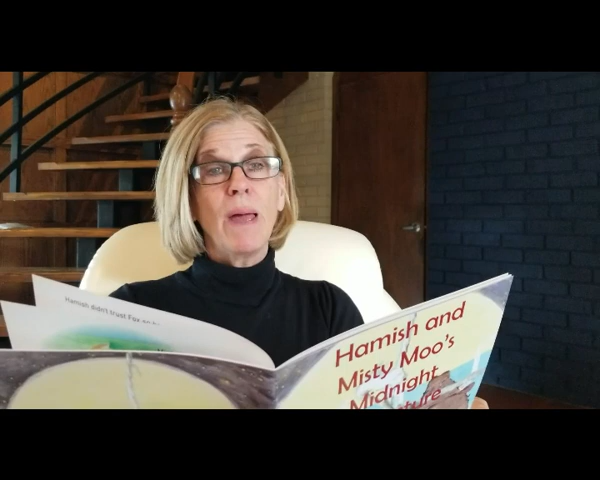 Hamish didn't trust Fox
Hamish and
Misty Moo's
Midnight